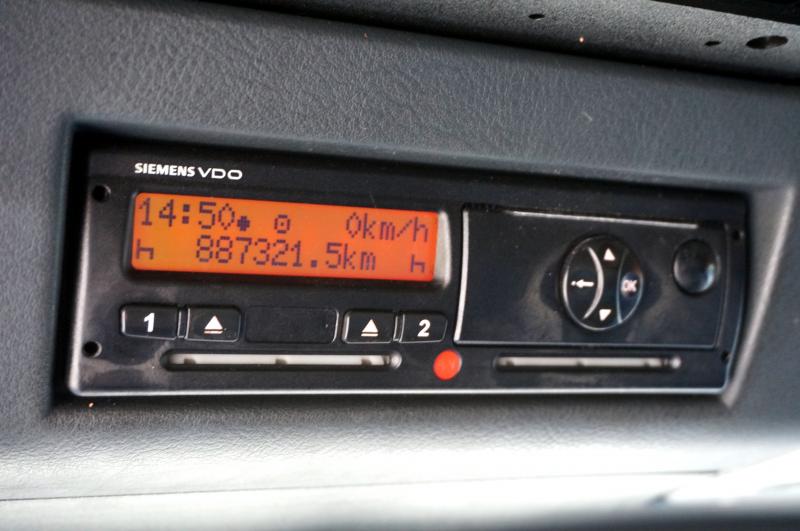 SIEMENS VDO
14:50 0km/h
887321.5km
1 2
OK